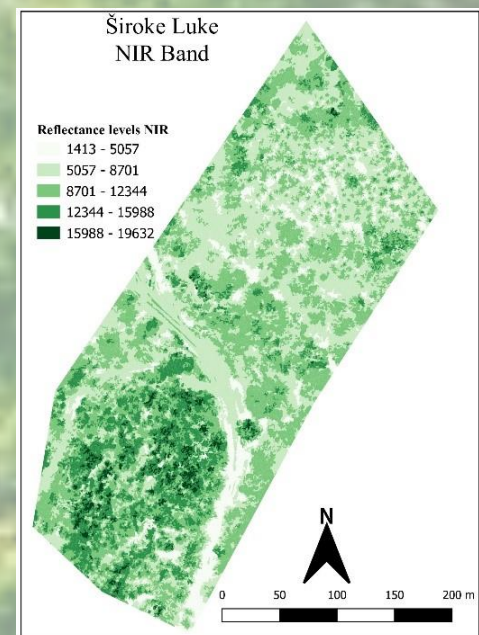 Široke Luke
NIR Band
Reflectance levels NIR
1413 - 5057
5057 - 8701
8701 - 12344
12344 - 15988
15988 - 19632
N
0 50 100 150 200 m